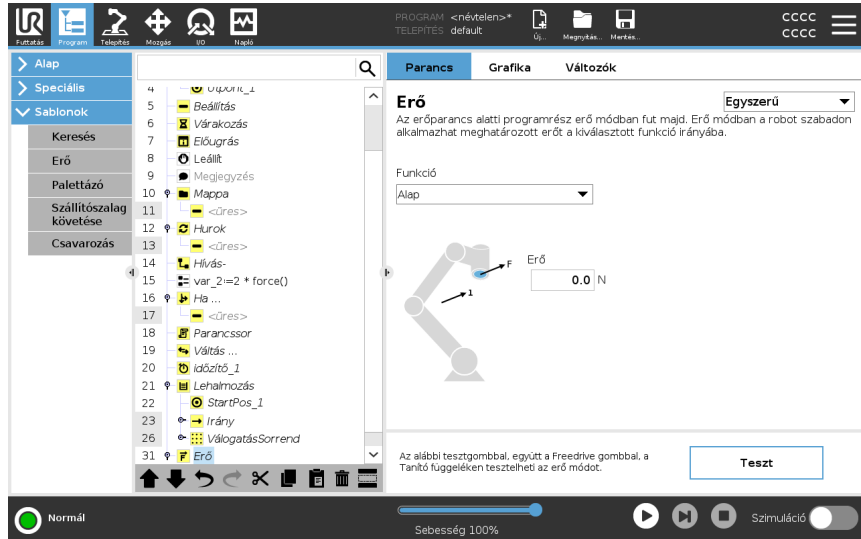 UR
PROGRAM <névtelen>*
TELEPÍTÉS default
Futtatás
Program
Telepítés
Mozgás
I/O
Napló
Új...
Megnyitás...
Mentés...
CCCC
CCCC
Alap
Speciális
Sablonok
Keresés
Erő
Palettázó
Szállítószalag
követése
Csavarozás
4 Útpont_1
5 Beállítás
6 Várakozás
7 Előugrás
8 Leállít
9 Megjegyzés
10 Mappa
11 <üres>
12 Hurok
13 <üres>
14 Hívás-
15 var_2≔2 * force()
16 Ha ...
17 <üres>
18 Parancssor
19 Váltás ...
20 időzítő_1
21 Lehalmozás
22 StartPos_1
23 Irány
26 VálogatásSorrend
31 Erő
Parancs
Grafika
Változók
Erő
Egyszerű
Az erőparancs alatti programrész erő módban fut majd. Erő módban a robot szabadon
alkalmazhat meghatározott erőt a kiválasztott funkció irányába.
Funkció
Alap
F
1
Erő
0.0 N
Az alábbi tesztgombbal, együtt a Freedrive gombbal, a
Tanító függeléken tesztelheti az erő módot.
Teszt
Normál
Sebesség 100%
Szimuláció